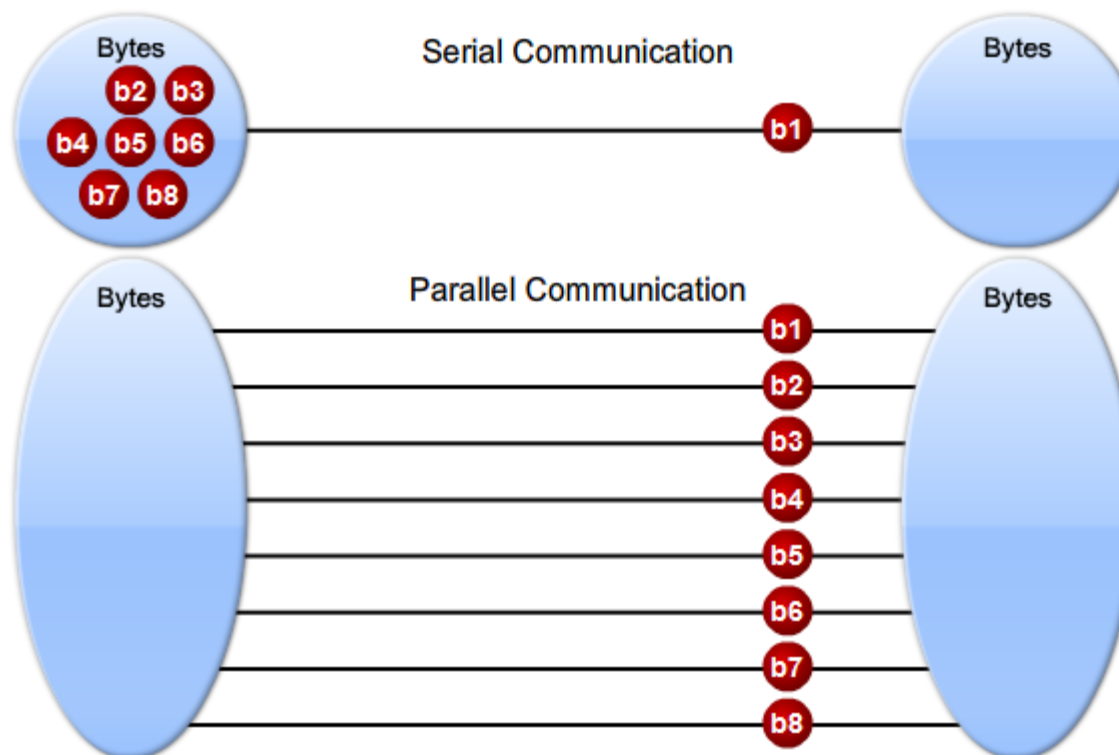 Bytes
Serial Communication
Bytes
b2 b3
b1
b4 b5 b6
b7 b8
Bytes
Parallel Communication
Bytes
b1
b2
b3
b4
b5
b6
b7
b8